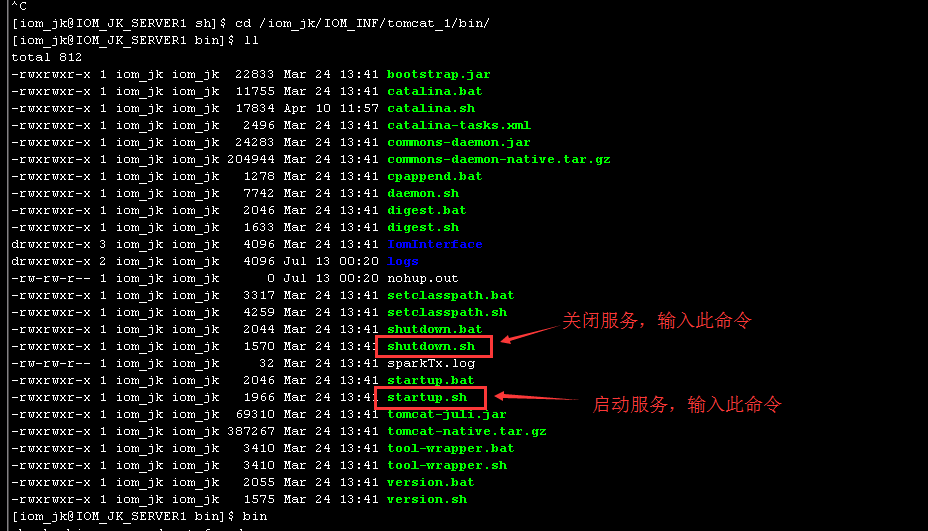 ^C
[iom_jk@IOM_JK_SERVER1 sh]$ cd /iom_jk/IOM_INF/tomcat_1/bin/
[iom_jk@IOM_JK_SERVER1 bin]$ ll
total 812
-rwxrwxr-x 1 iom_jk iom_jk  22833 Mar 24 13:41 bootstrap.jar
-rwxrwxr-x 1 iom_jk iom_jk  11755 Mar 24 13:41 catalina.bat
-rwxrwxr-x 1 iom_jk iom_jk  17834 Apr 10 11:57 catalina.sh
-rwxrwxr-x 1 iom_jk iom_jk   2496 Mar 24 13:41 catalina-tasks.xml
-rwxrwxr-x 1 iom_jk iom_jk  24283 Mar 24 13:41 commons-daemon.jar
-rwxrwxr-x 1 iom_jk iom_jk 204944 Mar 24 13:41 commons-daemon-native.tar.gz
-rwxrwxr-x 1 iom_jk iom_jk   1278 Mar 24 13:41 cpappend.bat
-rwxrwxr-x 1 iom_jk iom_jk   7742 Mar 24 13:41 daemon.sh
-rwxrwxr-x 1 iom_jk iom_jk   2046 Mar 24 13:41 digest.bat
-rwxrwxr-x 1 iom_jk iom_jk   1633 Mar 24 13:41 digest.sh
drwxrwxr-x 3 iom_jk iom_jk   4096 Mar 24 13:41 IomInterface
drwxrwxr-x 2 iom_jk iom_jk   4096 Jul 13 00:20 logs
-rw-rw-r-- 1 iom_jk iom_jk      0 Jul 13 00:20 nohup.out
-rwxrwxr-x 1 iom_jk iom_jk   3317 Mar 24 13:41 setclasspath.bat
-rwxrwxr-x 1 iom_jk iom_jk   4259 Mar 24 13:41 setclasspath.sh
关闭服务，输入此命令
-rwxrwxr-x 1 iom_jk iom_jk   2044 Mar 24 13:41 shutdown.bat
-rwxrwxr-x 1 iom_jk iom_jk   1570 Mar 24 13:41 shutdown.sh
-rw-rw-r-- 1 iom_jk iom_jk     32 Mar 24 13:41 sparkTx.log
-rwxrwxr-x 1 iom_jk iom_jk   2046 Mar 24 13:41 startup.bat
-rwxrwxr-x 1 iom_jk iom_jk   1966 Mar 24 13:41 startup.sh
启动服务，输入此命令
-rwxrwxr-x 1 iom_jk iom_jk  69310 Mar 24 13:41 tomcat-juli.jar
-rwxrwxr-x 1 iom_jk iom_jk 387267 Mar 24 13:41 tomcat-native.tar.gz
-rwxrwxr-x 1 iom_jk iom_jk   3410 Mar 24 13:41 tool-wrapper.bat
-rwxrwxr-x 1 iom_jk iom_jk   3410 Mar 24 13:41 tool-wrapper.sh
-rwxrwxr-x 1 iom_jk iom_jk   2055 Mar 24 13:41 version.bat
-rwxrwxr-x 1 iom_jk iom_jk   1575 Mar 24 13:41 version.sh
[iom_jk@IOM_JK_SERVER1 bin]$ bin